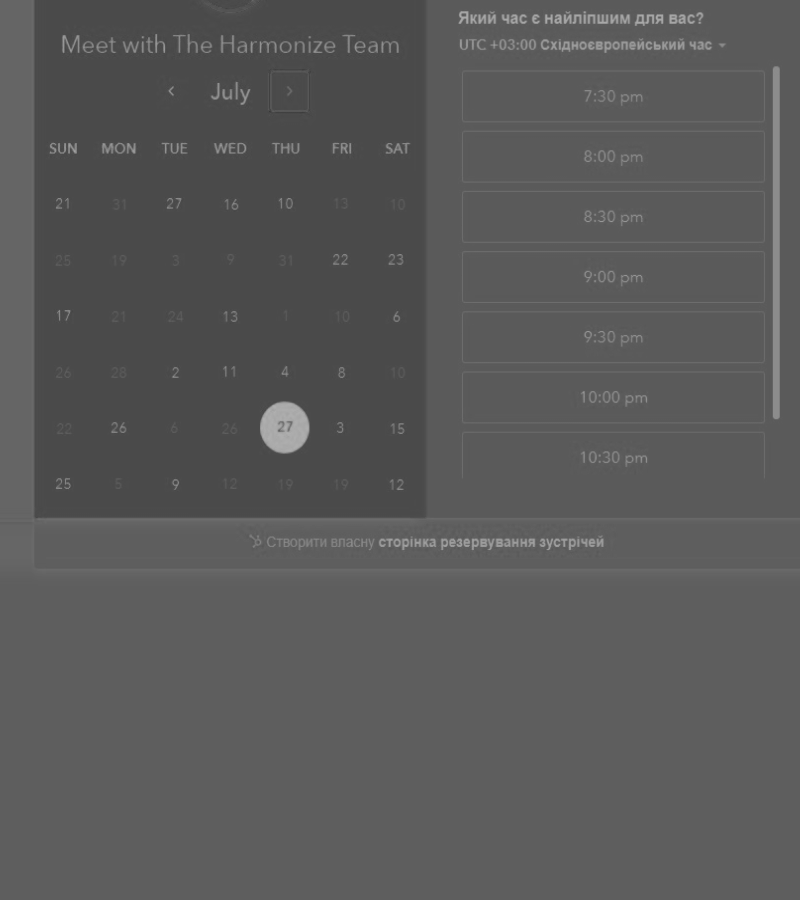 Meet with The Harmonize Team
July
SUN MON TUE WED THU FRI SAT
21 31 27 16 10 13 10
25 19 3 9 31 22 23
17 21 24 13 1 10 6
26 28 2 11 4 8 10
22 26 6 26 27 3 15
25 5 9 12 19 19 12
Який час є найліпшим для вас?
UTC +03:00 Східноєвропейський час
7:30 pm
8:00 pm
8:30 pm
9:00 pm
9:30 pm
10:00 pm
10:30 pm
Створити власну сторінка резервування зустрічей